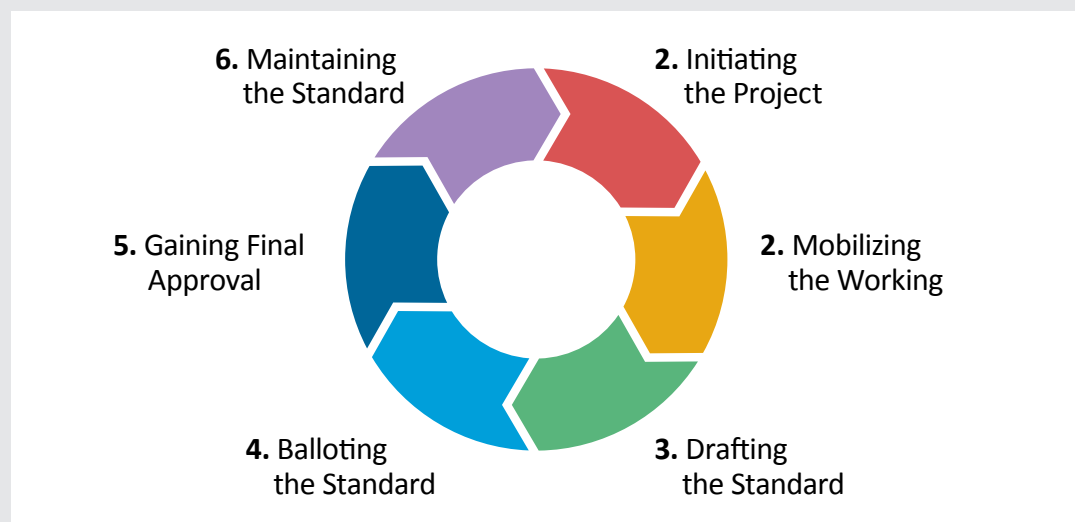 2. Initiating
the Project
2. Mobilizing
the Working
3. Drafting
the Standard
4. Balloting
the Standard
5. Gaining Final
Approval
6. Maintaining
the Standard